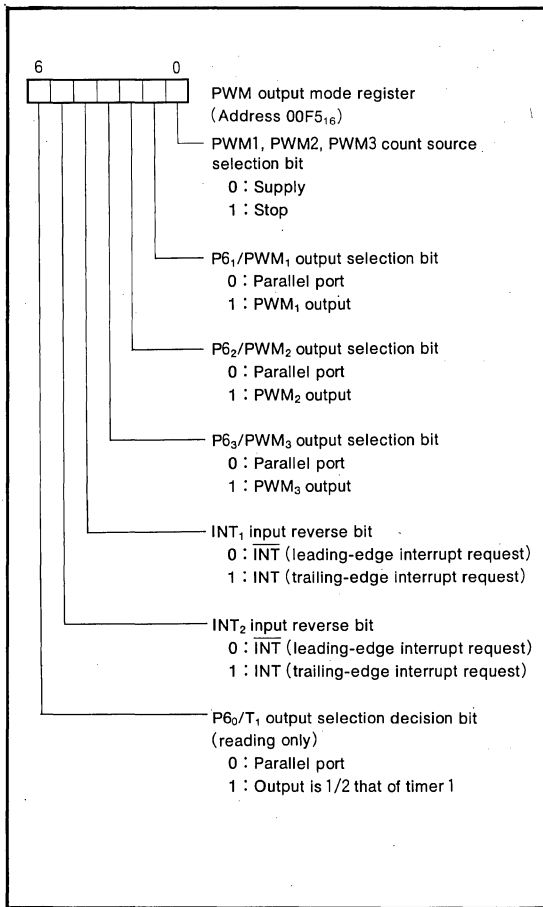 6 0
PWM output mode register
(Address 00F5₁₆)
PWM1, PWM2, PWM3 count source
selection bit
0 : Supply
1 : Stop
P6₁/PWM₁ output selection bit
0 : Parallel port
1 : PWM₁ output
P6₂/PWM₂ output selection bit
0 : Parallel port
1 : PWM₂ output
P6₃/PWM₃ output selection bit
0 : Parallel port
1 : PWM₃ output
INT₁ input reverse bit
0 : I̅N̅T̅ (leading-edge interrupt request)
1 : INT (trailing-edge interrupt request)
INT₂ input reverse bit
0 : I̅N̅T̅ (leading-edge interrupt request)
1 : INT (trailing-edge interrupt request)
P6₀/T₁ output selection decision bit
(reading only)
0 : Parallel port
1 : Output is 1/2 that of timer 1